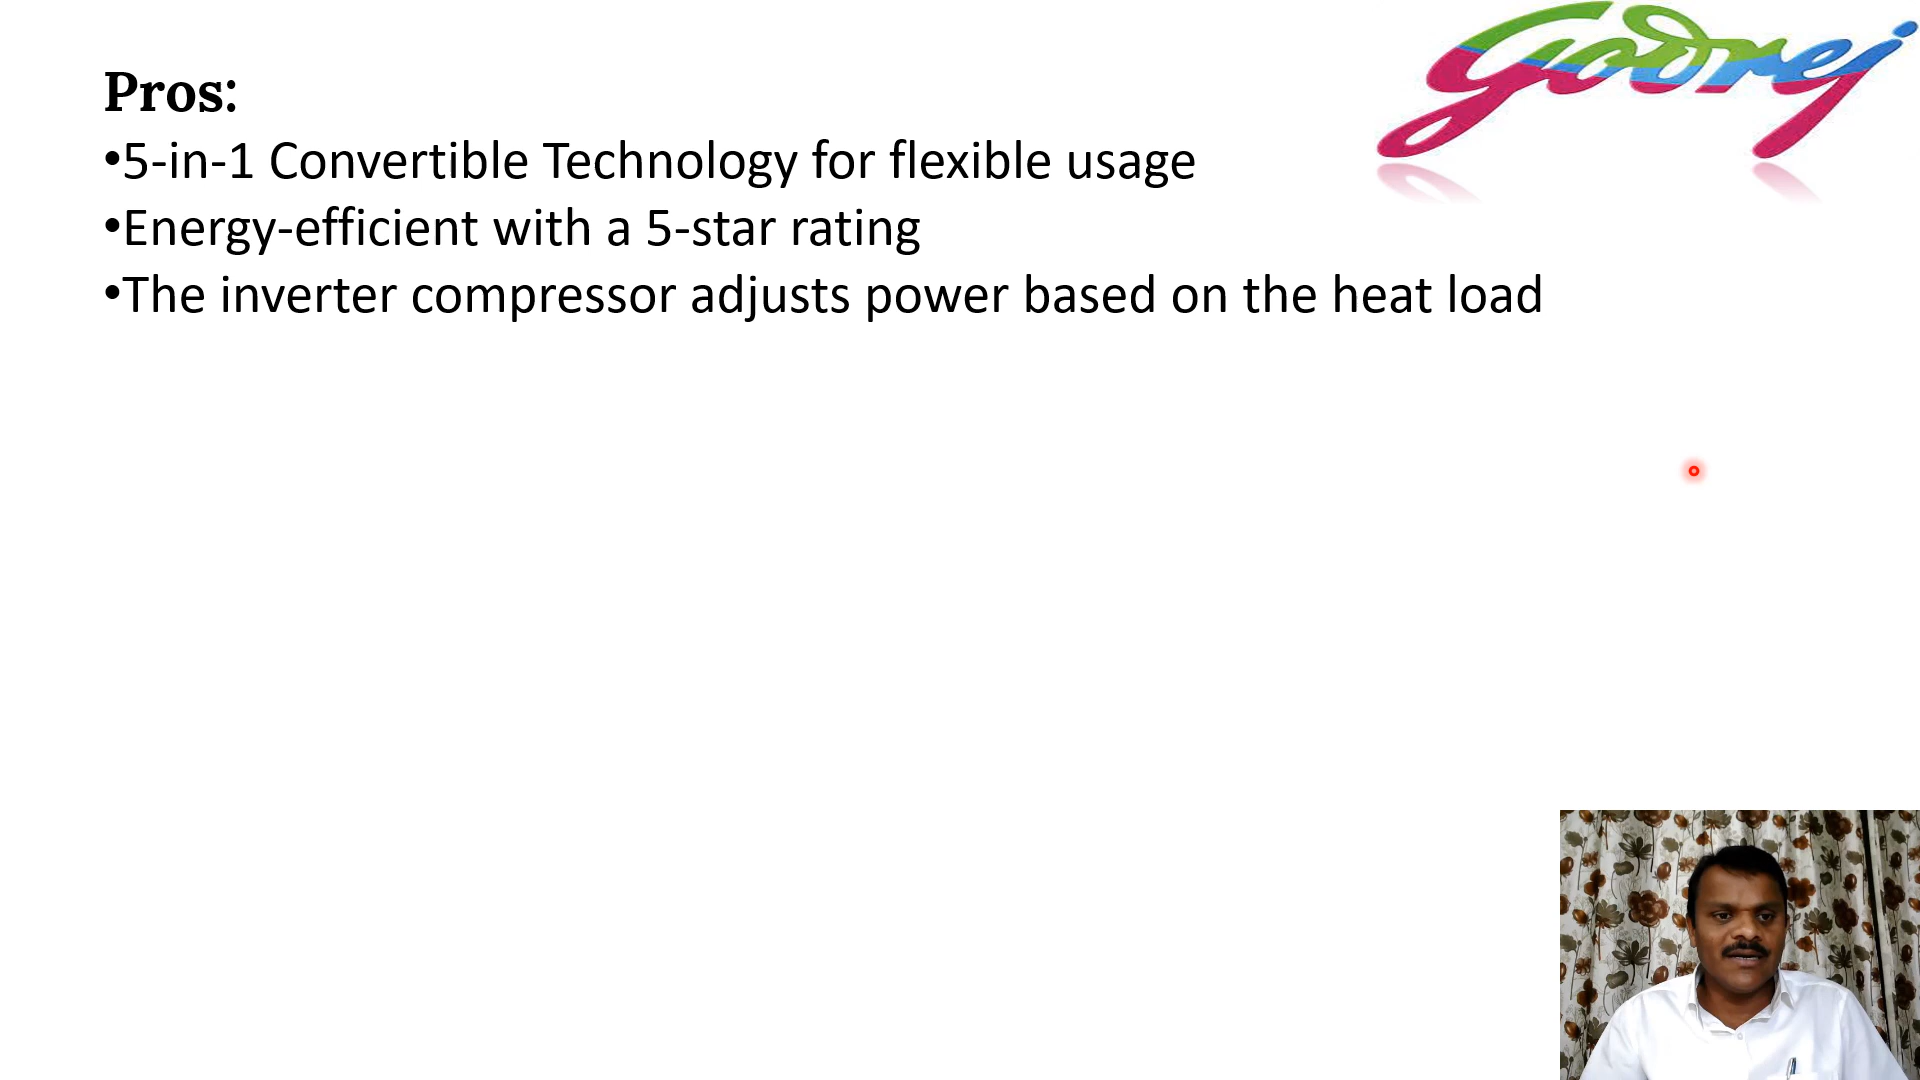 Godrej
Pros:
•5-in-1 Convertible Technology for flexible usage
•Energy-efficient with a 5-star rating
•The inverter compressor adjusts power based on the heat load